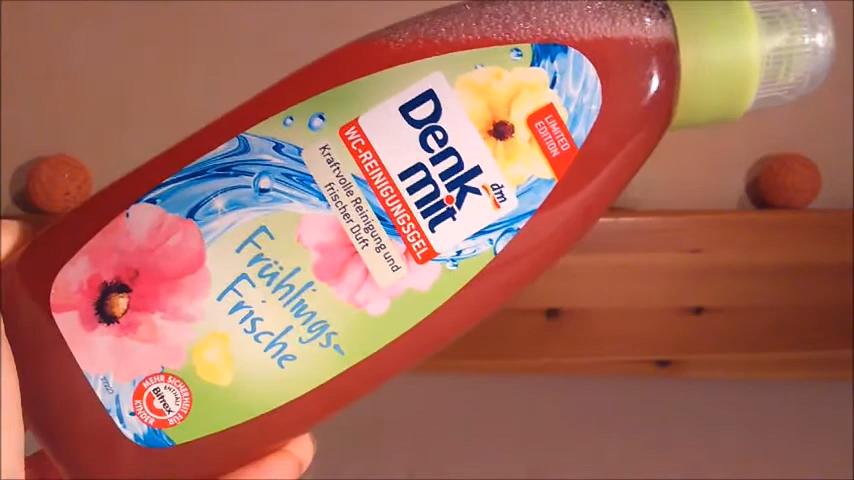 LIMITED
EDITION
Denk
mit
dm
WC-REINIGUNGSGEL
Kraftvolle Reinigung und
frischer Duft
Frühlings-
Frische
MEHR SICHERHEIT FÜR KINDER
ENTHÄLT
Bitrex